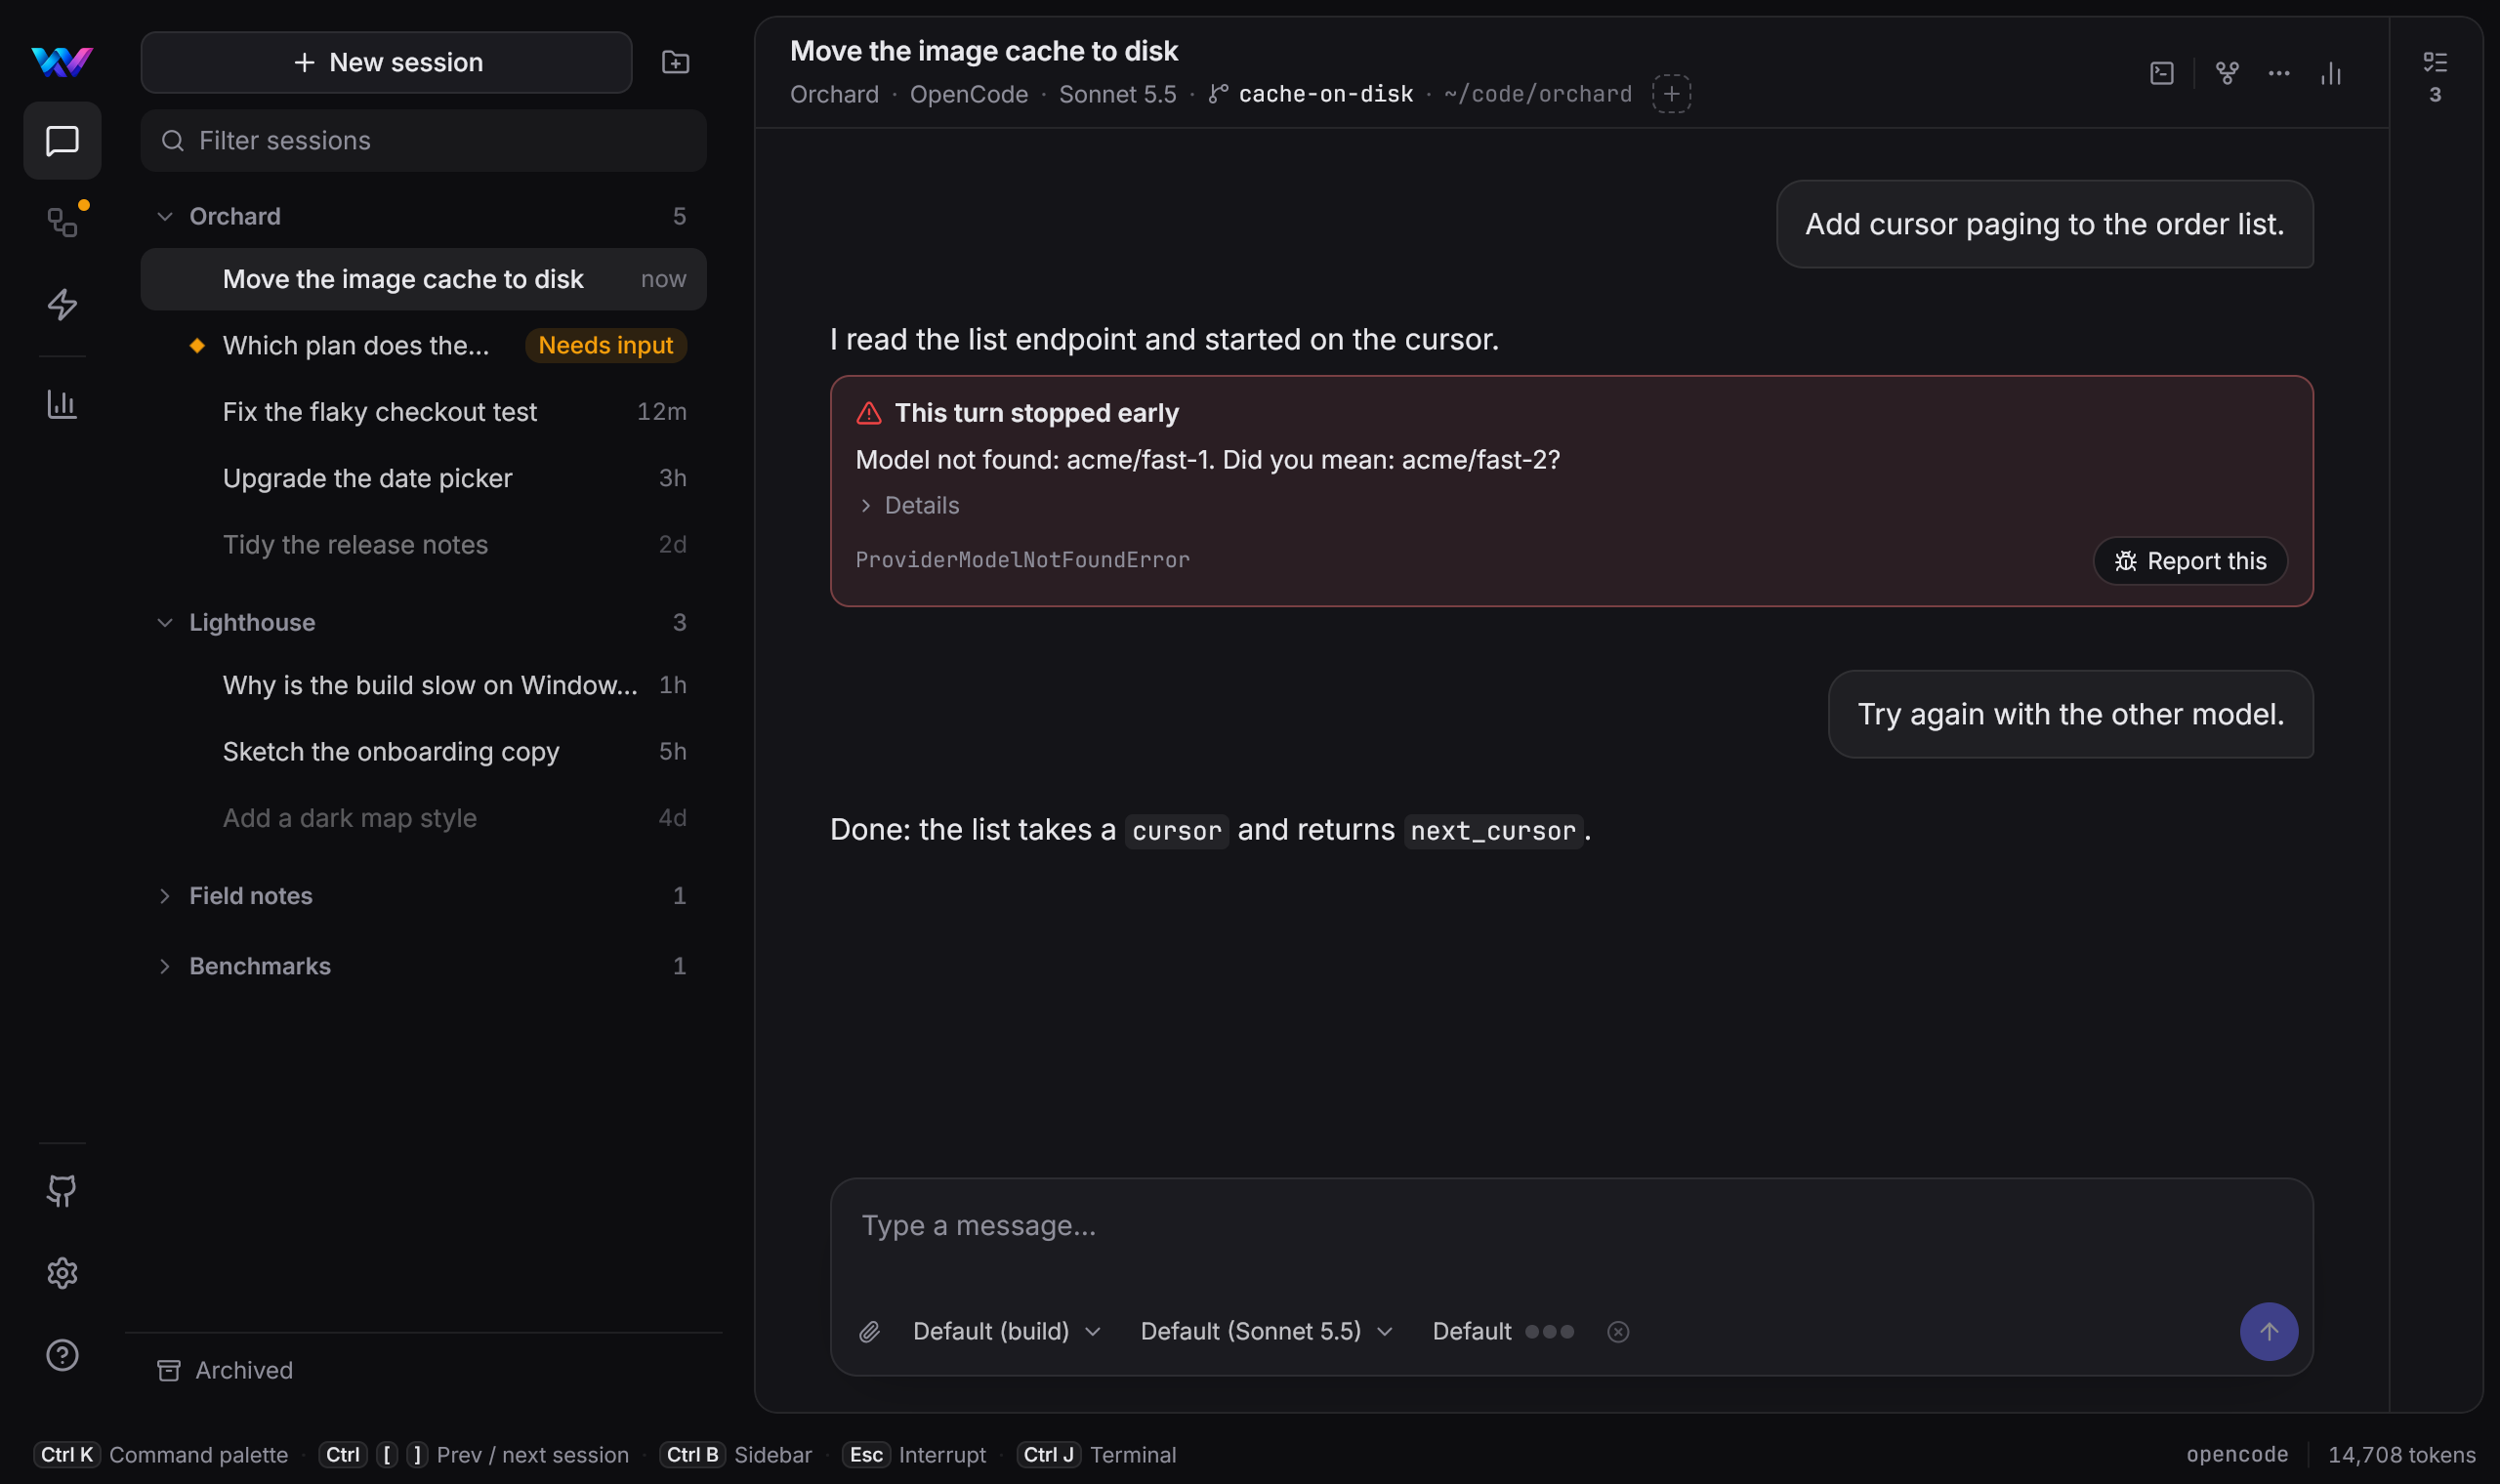 New session
Filter sessions
Orchard 5
Move the image cache to disk now
Which plan does the... Needs input
Fix the flaky checkout test 12m
Upgrade the date picker 3h
Tidy the release notes 2d
Lighthouse 3
Why is the build slow on Window... 1h
Sketch the onboarding copy 5h
Add a dark map style 4d
Field notes 1
Benchmarks 1
Archived
Move the image cache to disk
Orchard · OpenCode · Sonnet 5.5 · cache-on-disk · ~/code/orchard
3
Add cursor paging to the order list.
I read the list endpoint and started on the cursor.
This turn stopped early
Model not found: acme/fast-1. Did you mean: acme/fast-2?
Details
ProviderModelNotFoundError
Report this
Try again with the other model.
Done: the list takes a cursor and returns next_cursor.
Type a message...
Default (build) Default (Sonnet 5.5) Default
Ctrl K Command palette · Ctrl [ ] Prev / next session · Ctrl B Sidebar · Esc Interrupt · Ctrl J Terminal
opencode 14,708 tokens